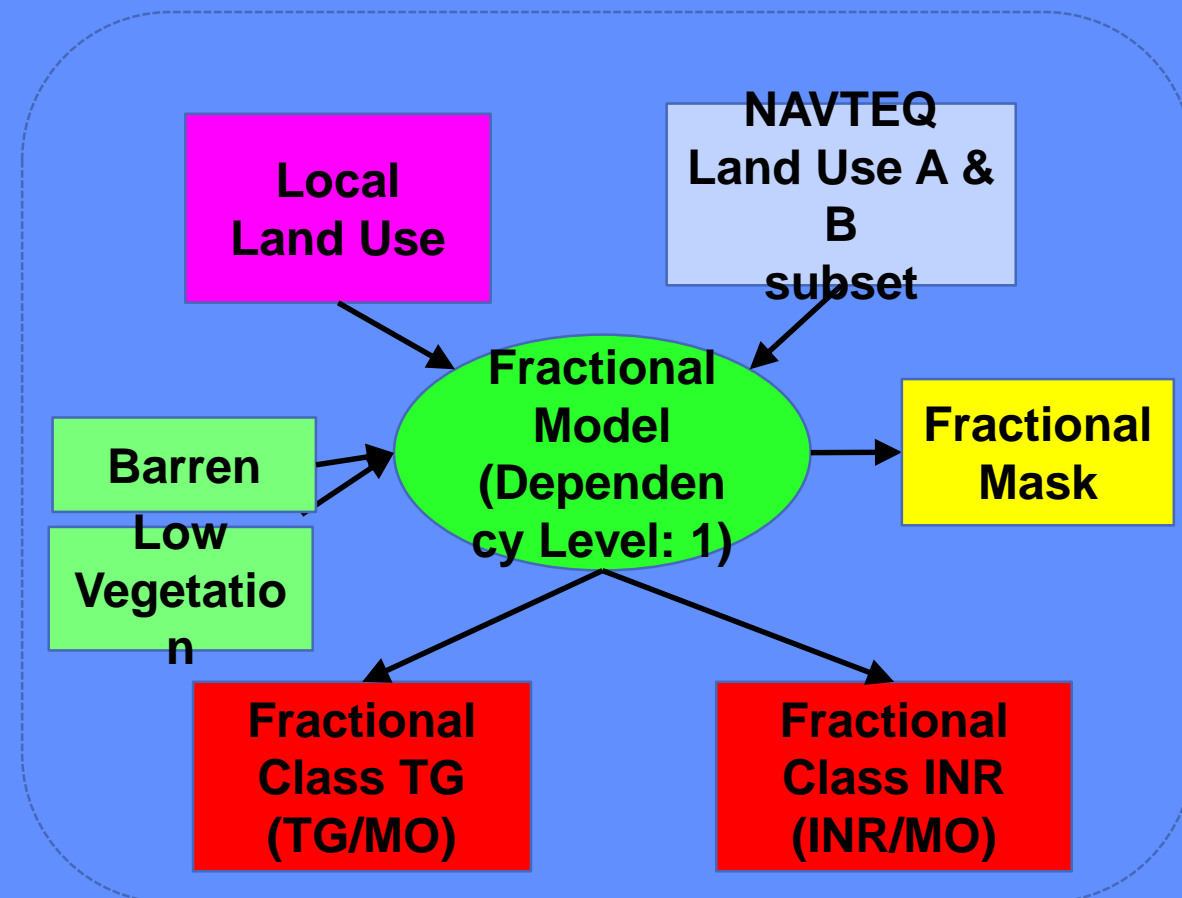 Local
Land Use
NAVTEQ
Land Use A &
B
subset
Fractional
Model
(Dependen
cy Level: 1)
Fractional
Mask
Barren
Low
Vegetatio
n
Fractional
Class TG
(TG/MO)
Fractional
Class INR
(INR/MO)